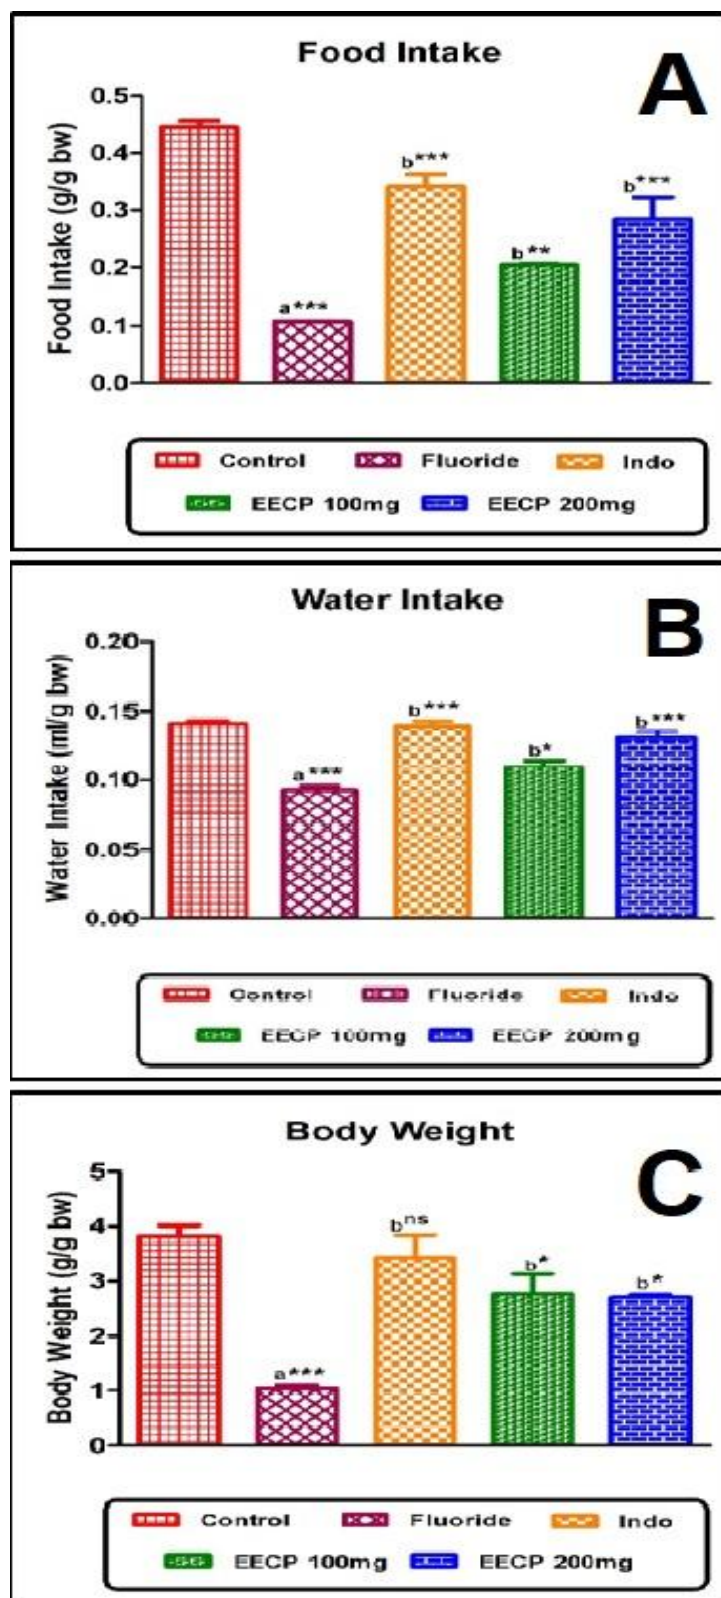 Food Intake
A
Food Intake (g/g bw)
0.5
0.4
0.3
0.2
0.1
0.0
a***
b***
b**
b***
Control Fluoride Indo
EECP 100mg EECP 200mg
Water Intake
B
Water Intake (ml/g bw)
0.20
0.15
0.10
0.05
0.00
a***
b***
b*
b***
Control Fluoride Indo
EECP 100mg EECP 200mg
Body Weight
C
Body Weight (g/g bw)
5
4
3
2
1
0
a***
bns
b*
b*
Control Fluoride Indo
EECP 100mg EECP 200mg